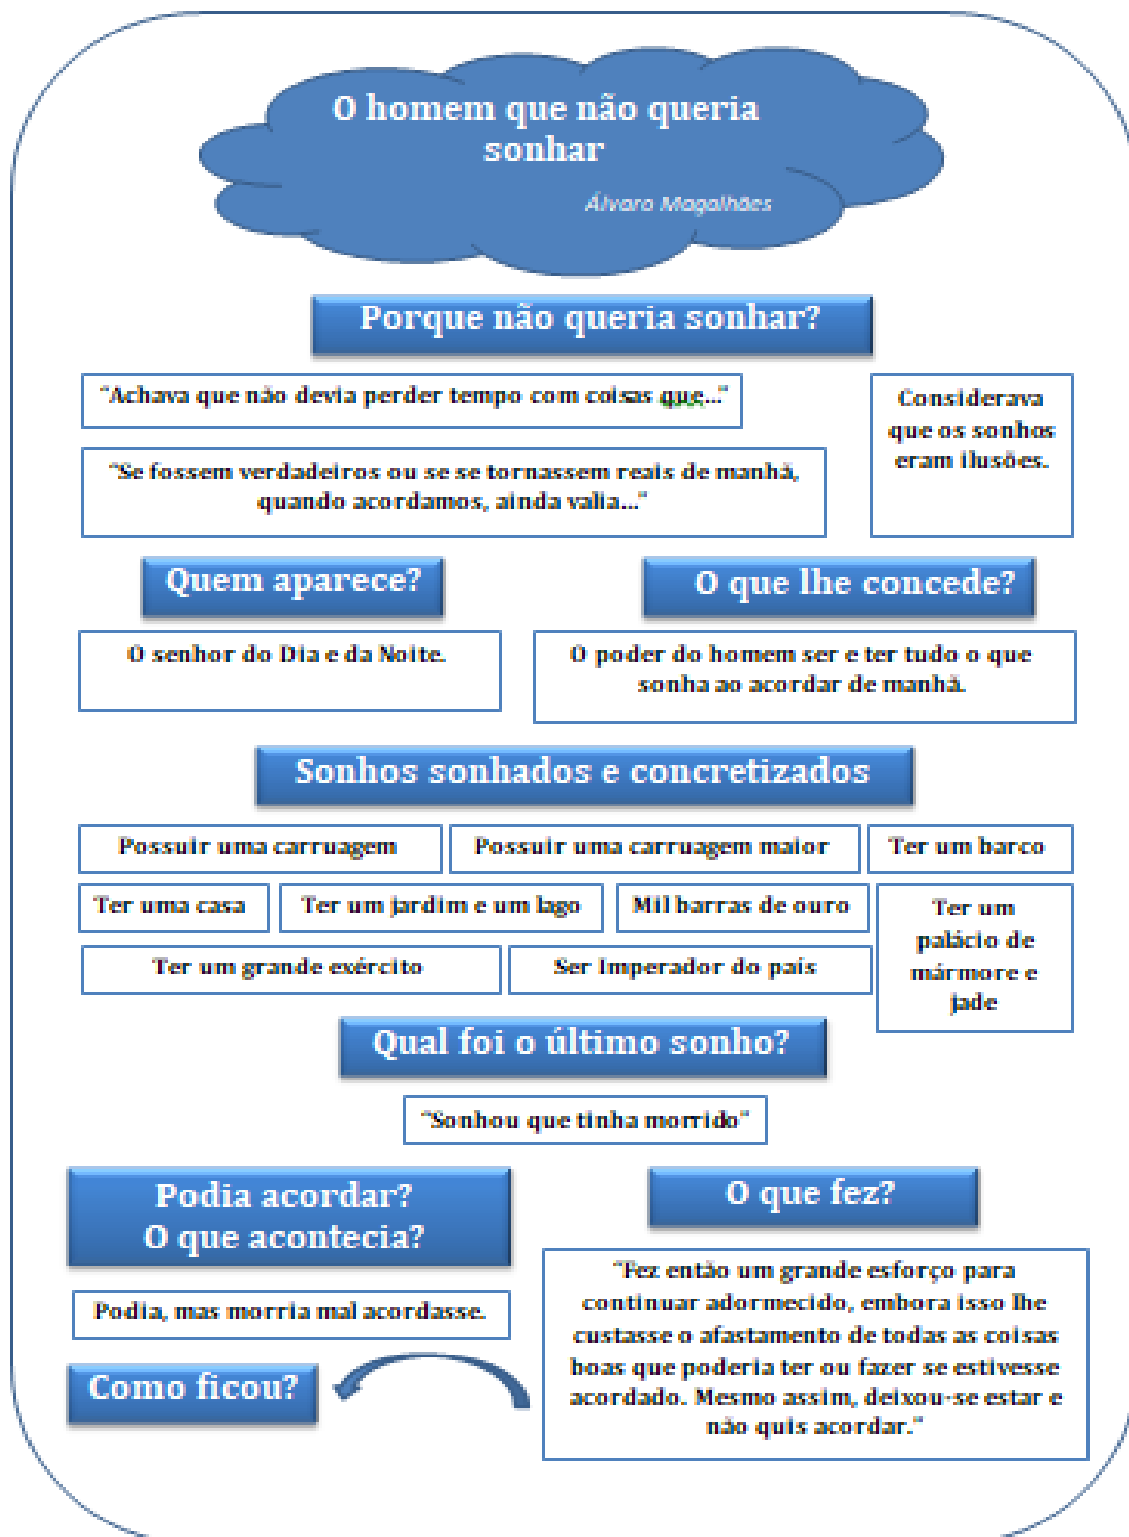 O homem que não queria
sonhar
Álvaro Magalhães
Porque não queria sonhar?
“Achava que não devia perder tempo com coisas que...”
Considerava
que os sonhos
eram ilusões.
“Se fossem verdadeiros ou se se tornassem reais de manhã,
quando acordamos, ainda valia...”
Quem aparece?
O que lhe concede?
O senhor do Dia e da Noite.
O poder do homem ser e ter tudo o que
sonha ao acordar de manhã.
Sonhos sonhados e concretizados
Possuir uma carruagem
Possuir uma carruagem maior
Ter um barco
Ter uma casa
Ter um jardim e um lago
Mil barras de ouro
Ter um
palácio de
mármore e
jade
Ter um grande exército
Ser Imperador do país
Qual foi o último sonho?
“Sonhou que tinha morrido”
Podia acordar?
O que acontecia?
Podia, mas morria mal acordasse.
O que fez?
“Fez então um grande esforço para
continuar adormecido, embora isso lhe
custasse o afastamento de todas as coisas
boas que poderia ter ou fazer se estivesse
acordado. Mesmo assim, deixou-se estar e
não quis acordar.”
Como ficou?